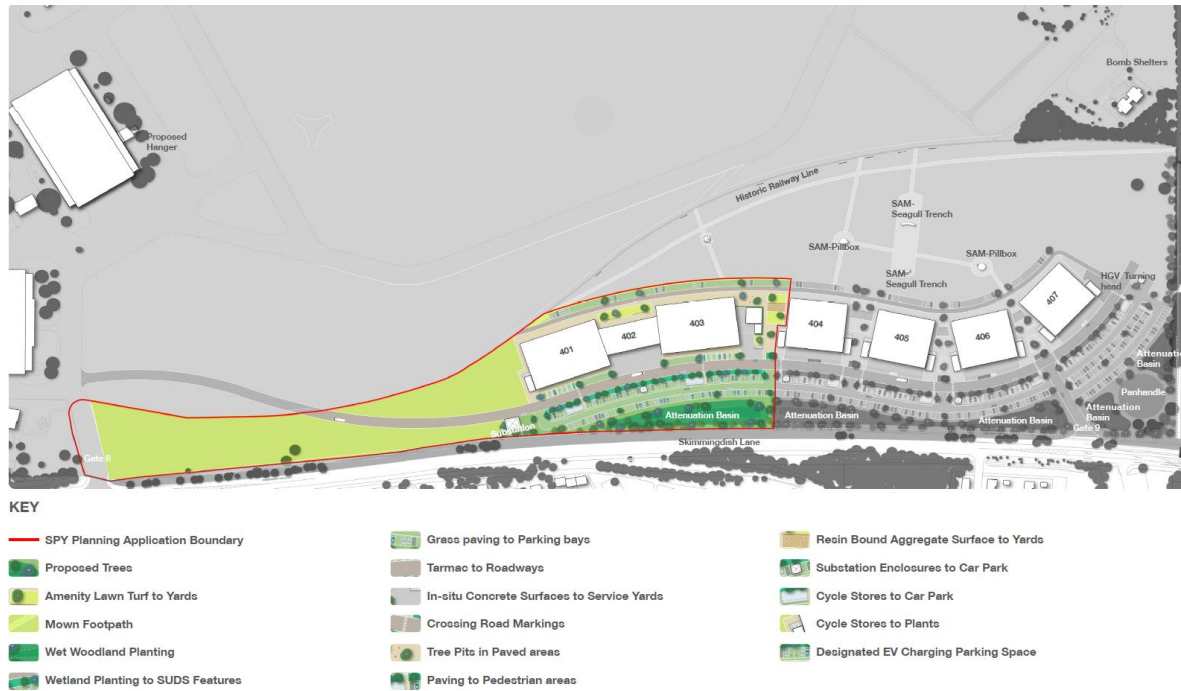 Bomb Shelters
Proposed
Hanger
Historic Railway Line
SAM-
Seagull Trench
SAM-Pillbox
SAM-Pillbox
SAM-
Seagull Trench
HGV Turning
head
407
403
404
402
401
405
406
Attenuation
Basin
Panhandle
Attenuation Basin
Attenuation Basin
Attenuation Basin
Attenuation
Basin
Gate 9
Substation
Skimmingdish Lane
Gate 8
KEY
SPY Planning Application Boundary
Proposed Trees
Amenity Lawn Turf to Yards
Mown Footpath
Wet Woodland Planting
Wetland Planting to SUDS Features
Grass paving to Parking bays
Tarmac to Roadways
In-situ Concrete Surfaces to Service Yards
Crossing Road Markings
Tree Pits in Paved areas
Paving to Pedestrian areas
Resin Bound Aggregate Surface to Yards
Substation Enclosures to Car Park
Cycle Stores to Car Park
Cycle Stores to Plants
Designated EV Charging Parking Space